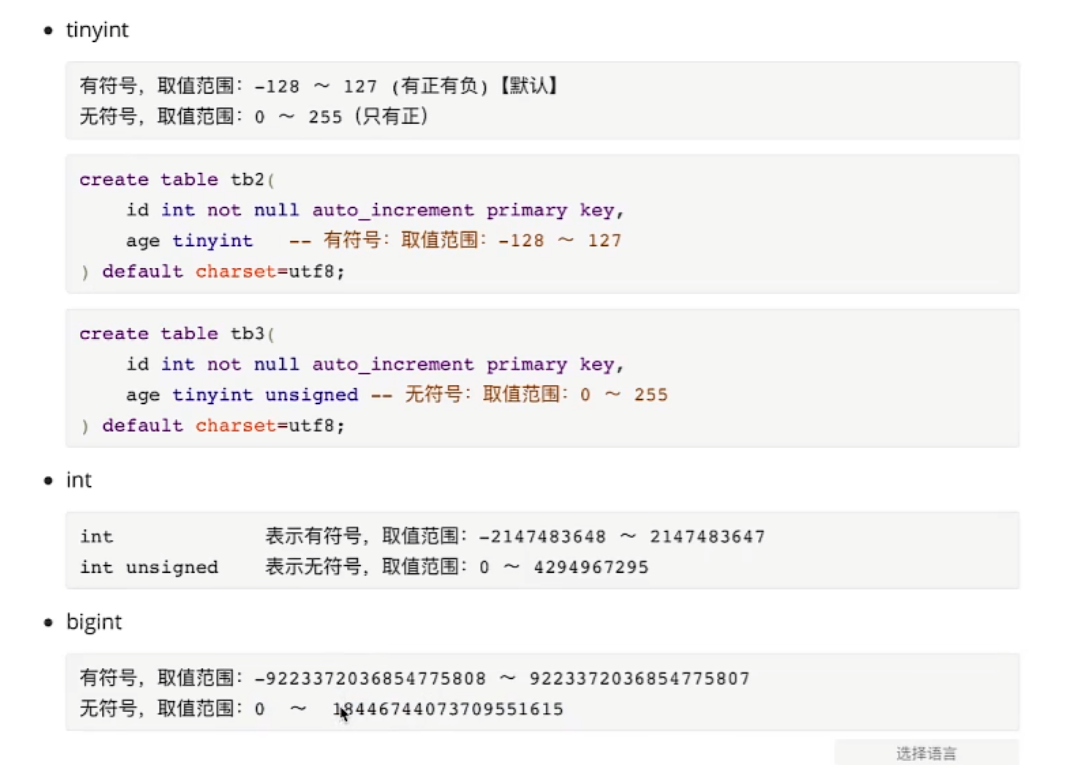 tinyint
有符号，取值范围：-128 ～ 127 (有正有负)【默认】
无符号，取值范围：0 ～ 255（只有正）
create table tb2(
    id int not null auto_increment primary key,
    age tinyint   -- 有符号：取值范围：-128 ～ 127
) default charset=utf8;
create table tb3(
    id int not null auto_increment primary key,
    age tinyint unsigned -- 无符号：取值范围：0 ～ 255
) default charset=utf8;
int
int            表示有符号，取值范围：-2147483648 ～ 2147483647
int unsigned    表示无符号，取值范围：0 ～ 4294967295
bigint
有符号，取值范围：-9223372036854775808 ～ 9223372036854775807
无符号，取值范围：0  ～  18446744073709551615
选择语言